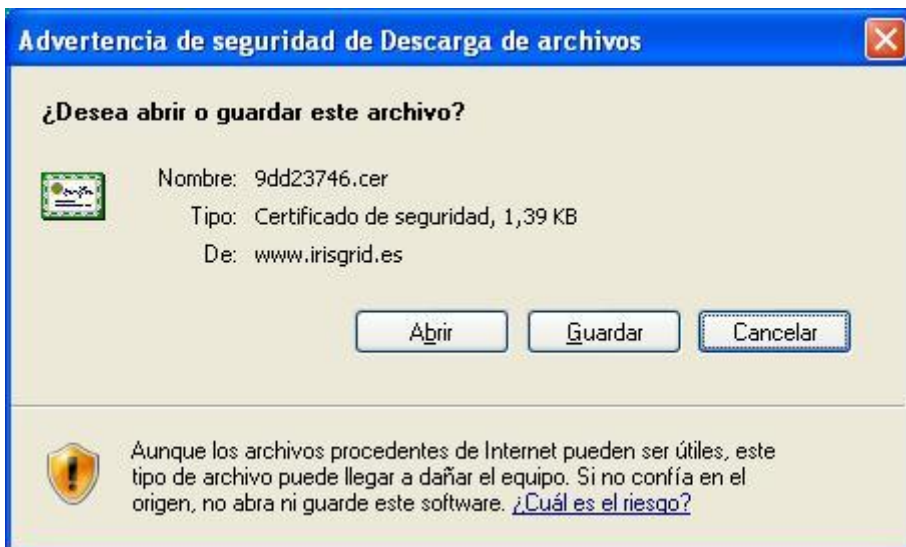 Advertencia de seguridad de Descarga de archivos
¿Desea abrir o guardar este archivo?
Nombre: 9dd23746.cer
Tipo: Certificado de seguridad, 1,39 KB
De: www.irisgrid.es
Abrir Guardar Cancelar
Aunque los archivos procedentes de Internet pueden ser útiles, este
tipo de archivo puede llegar a dañar el equipo. Si no confía en el
origen, no abra ni guarde este software. ¿Cuál es el riesgo?